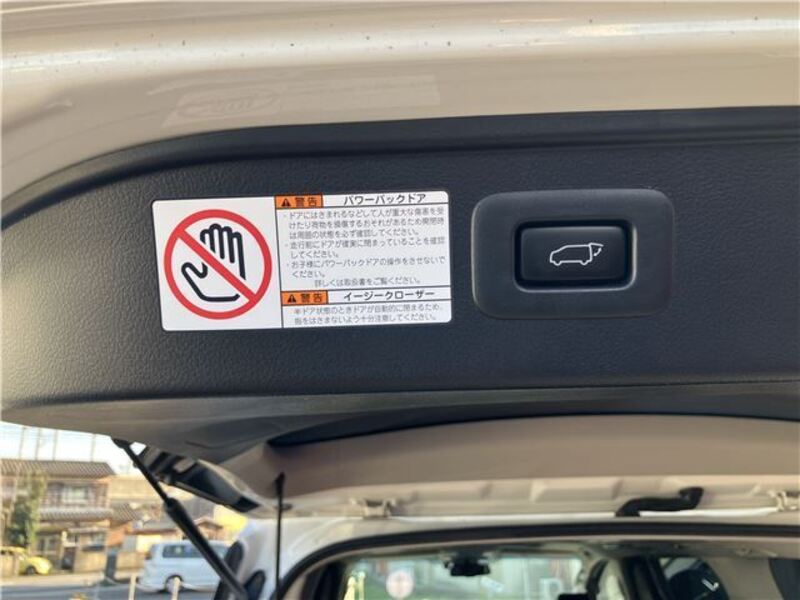 警告 パワーバックドア
・ドアにはさまれるなどして人が重大な傷害を受
けたり荷物を損傷するおそれがあるため開閉時
は周囲の状態を必ず確認してください。
・走行前にドアが確実に閉まっていることを確認
してください。
・お子様にパワーバックドアの操作をさせないで
ください。
詳しくは取扱書をご覧ください。
警告 イージークローザー
半ドア状態のときドアが自動的に閉まるため、
指をはさまないよう十分注意してください。